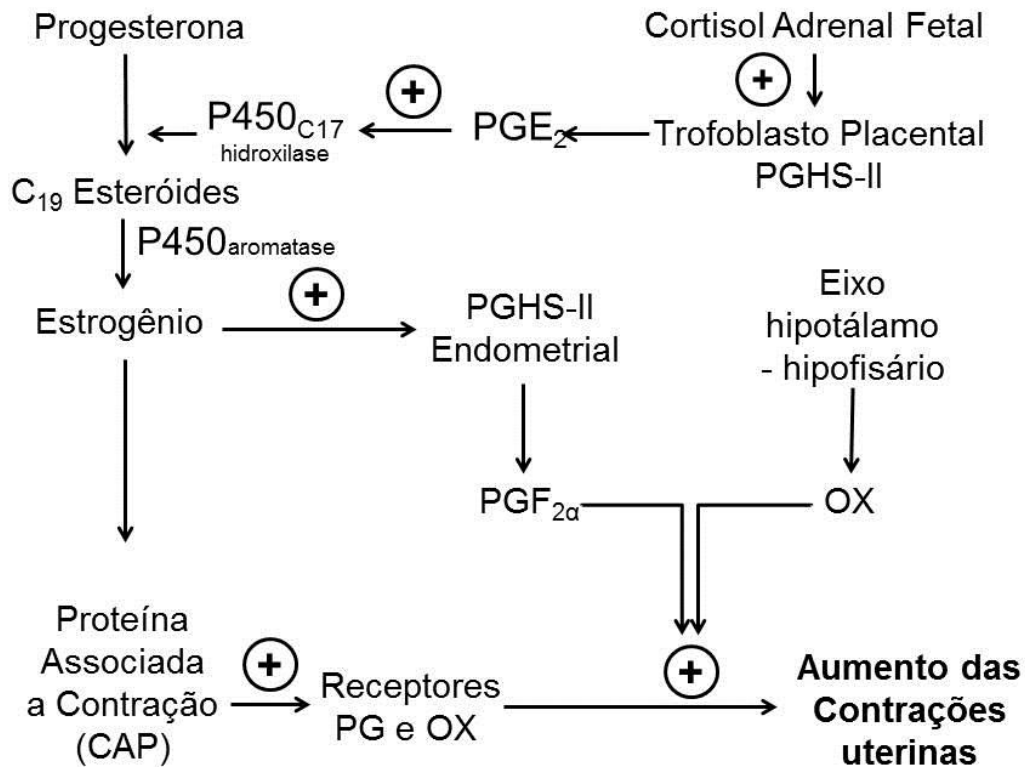 Progesterona
Cortisol Adrenal Fetal
+
+
P450C17
hidroxilase
PGE2
Trofoblasto Placental
PGHS-II
C19 Esteróides
P450aromatase
+
Estrogênio
PGHS-II
Endometrial
Eixo
hipotálamo
- hipofisário
PGF2α
OX
Proteína
Associada
a Contração
(CAP)
+
Receptores
PG e OX
+
Aumento das
Contrações
uterinas